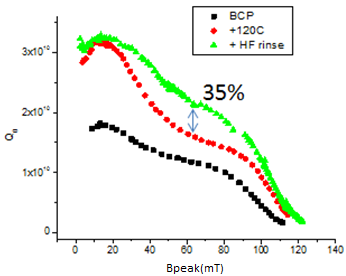 BCP
+120C
+ HF rinse
35%
3x10¹⁰
2x10¹⁰
1x10¹⁰
0
Q₀
0 20 40 60 80 100 120 140
Bpeak(mT)